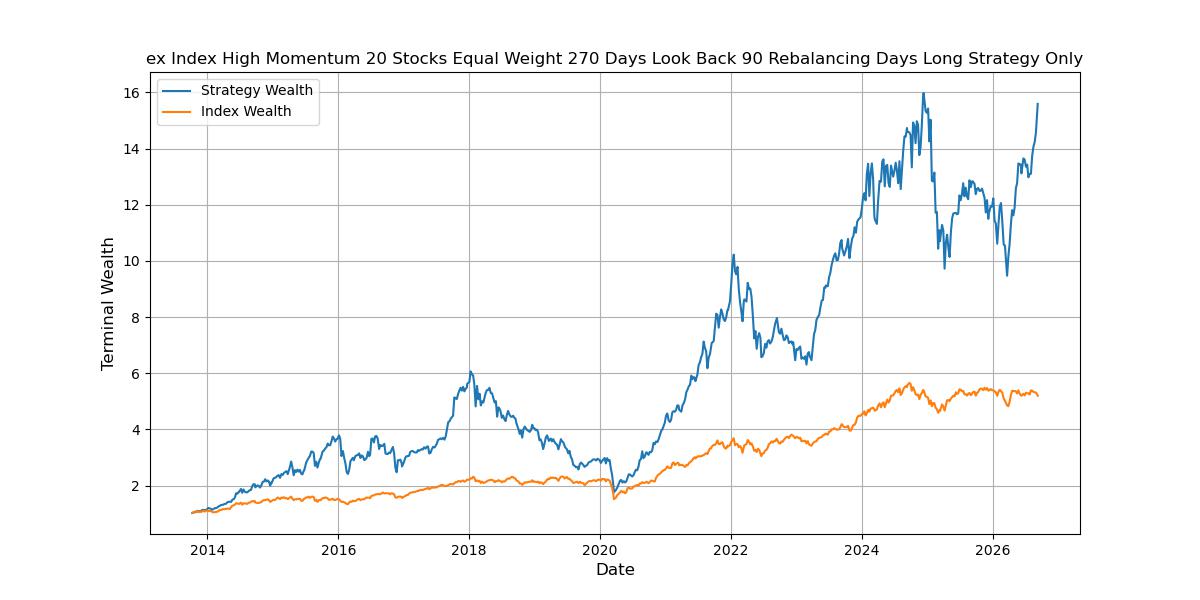 ex Index High Momentum 20 Stocks Equal Weight 270 Days Look Back 90 Rebalancing Days Long Strategy Only
Strategy Wealth
Index Wealth
Terminal Wealth
16
14
12
10
8
6
4
2
2014 2016 2018 2020 2022 2024 2026
Date